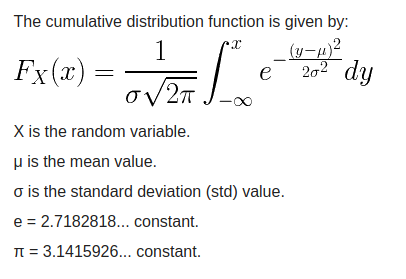 The cumulative distribution function is given by:
F_X(x) = \frac{1}{\sigma\sqrt{2\pi}} \int_{-\infty}^{x} e^{-\frac{(y-\mu)^2}{2\sigma^2}} dy
X is the random variable.
μ is the mean value.
σ is the standard deviation (std) value.
e = 2.7182818... constant.
π = 3.1415926... constant.